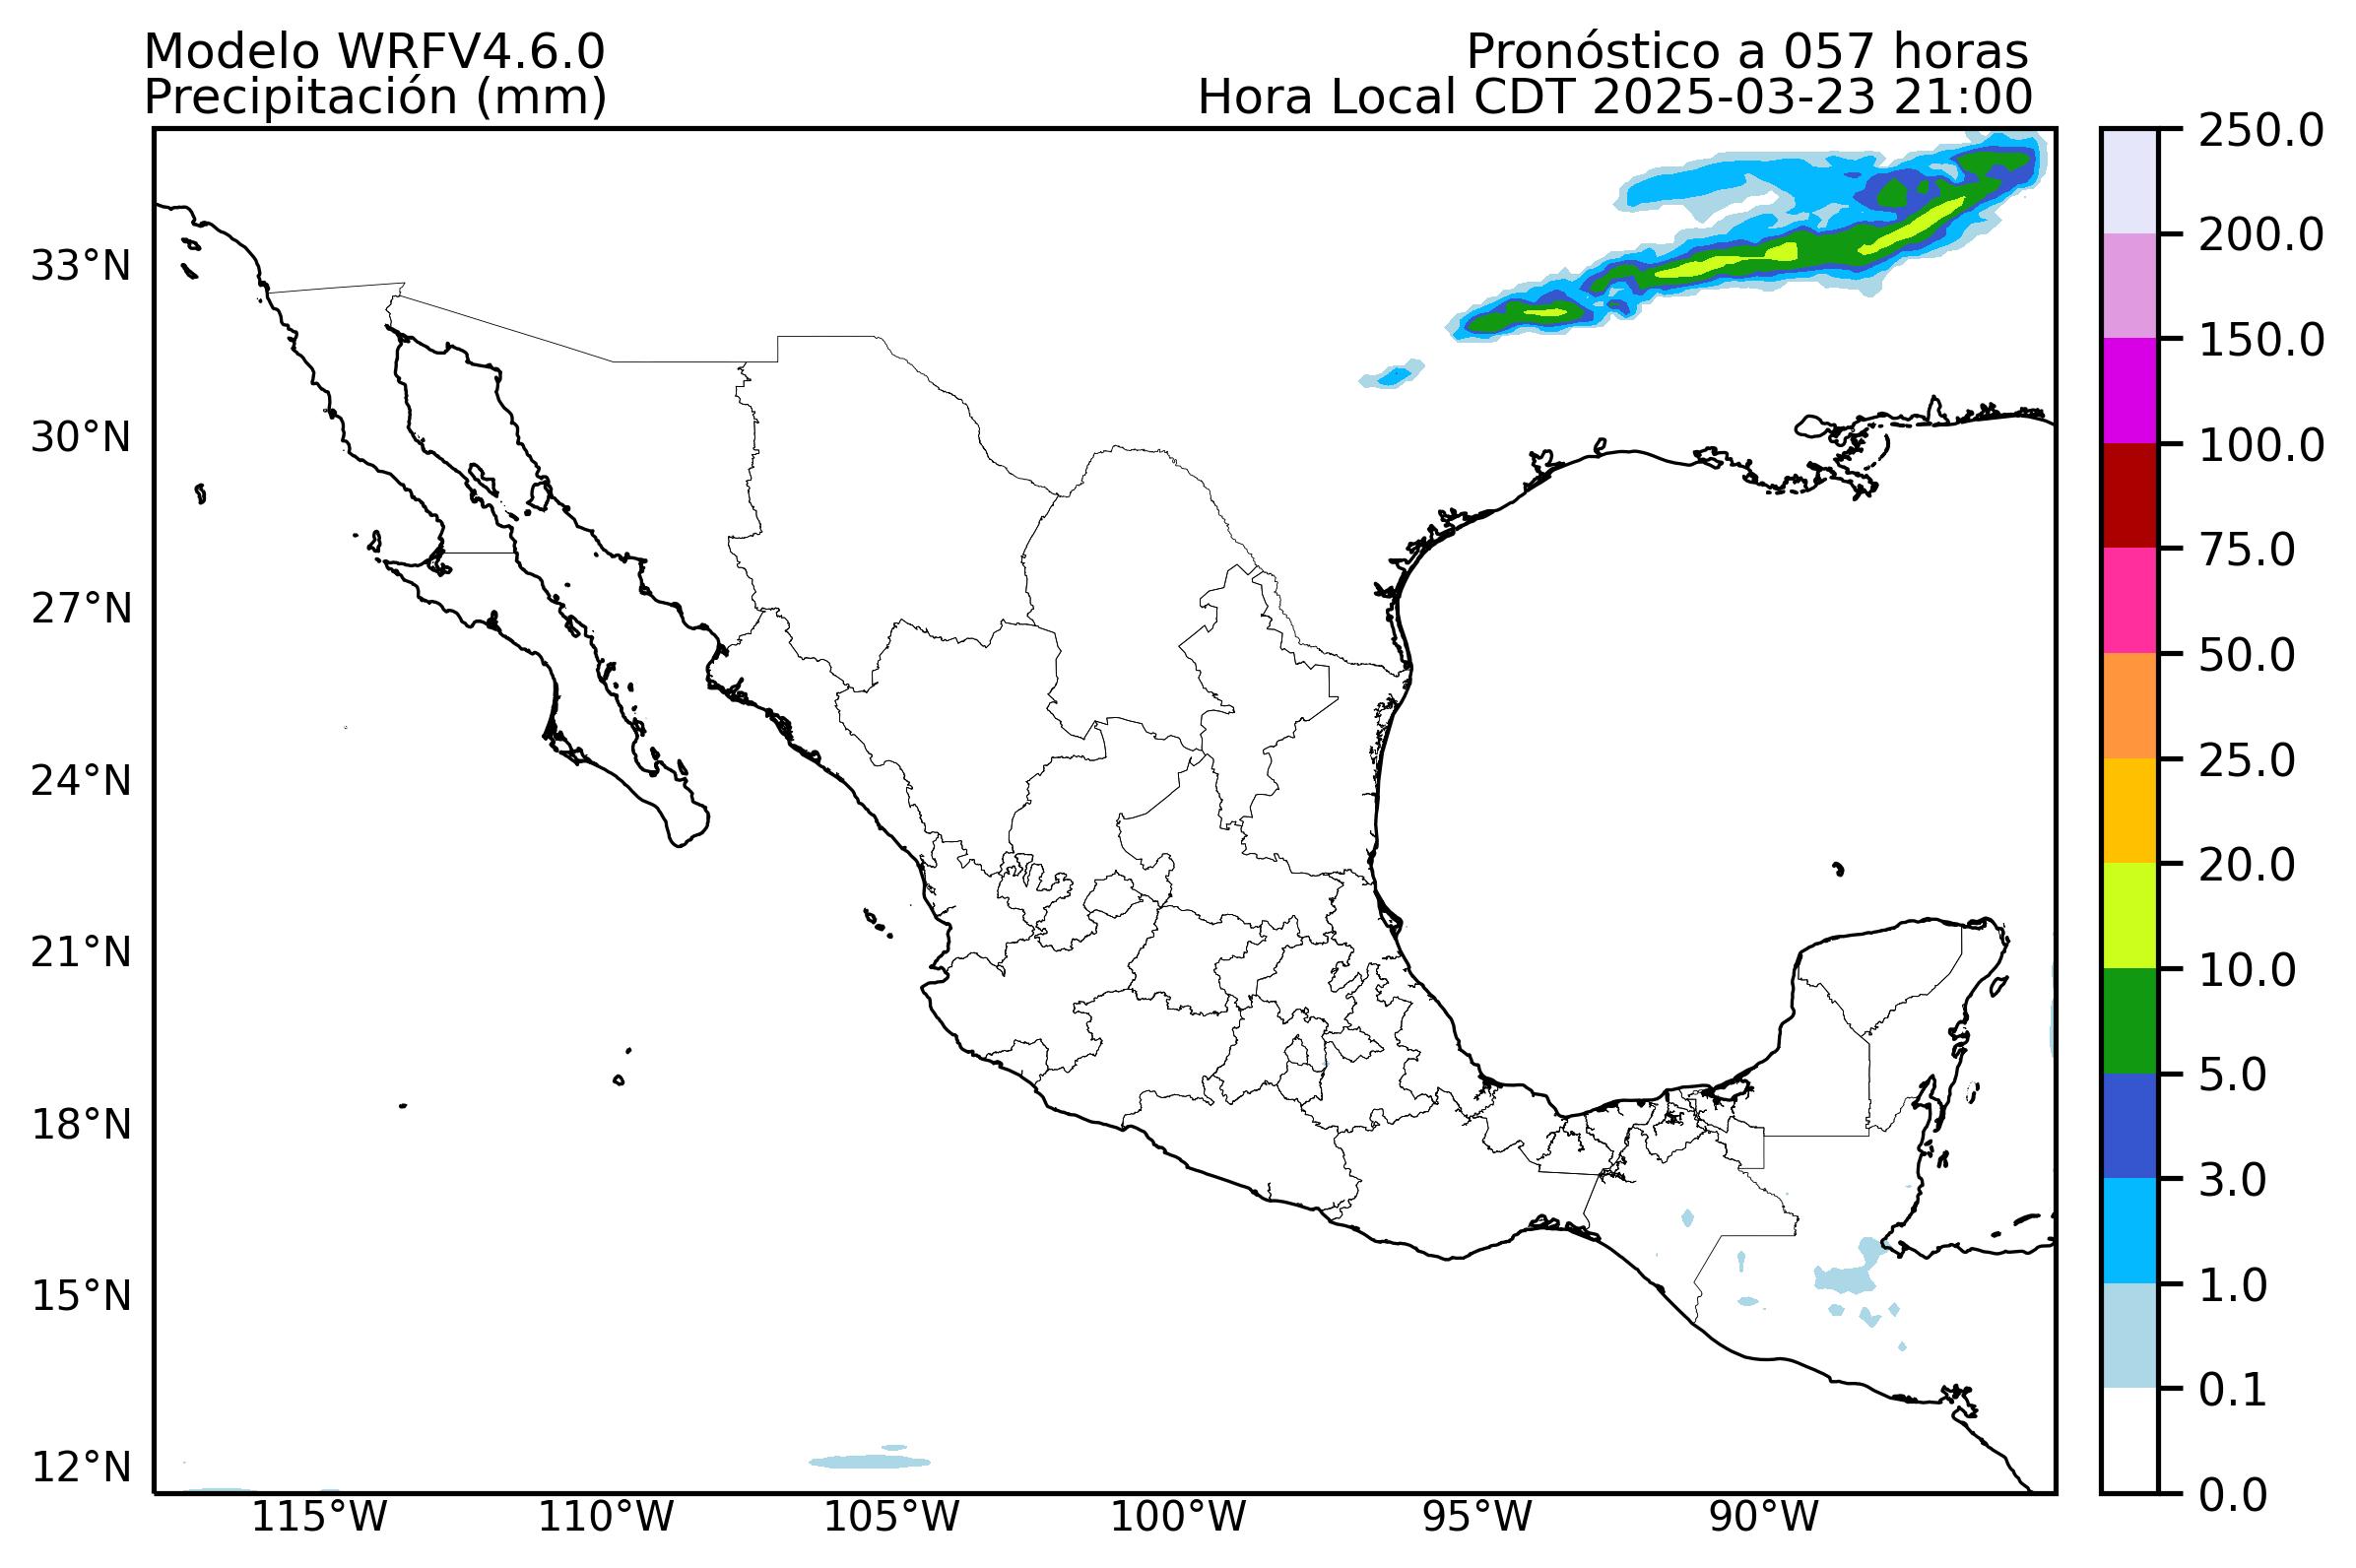 Modelo WRFV4.6.0
Pronóstico a 057 horas
Precipitación (mm)
Hora Local CDT 2025-03-23 21:00
33°N
30°N
27°N
24°N
21°N
18°N
15°N
12°N
115°W
110°W
105°W
100°W
95°W
90°W
250.0
200.0
150.0
100.0
75.0
50.0
25.0
20.0
10.0
5.0
3.0
1.0
0.1
0.0